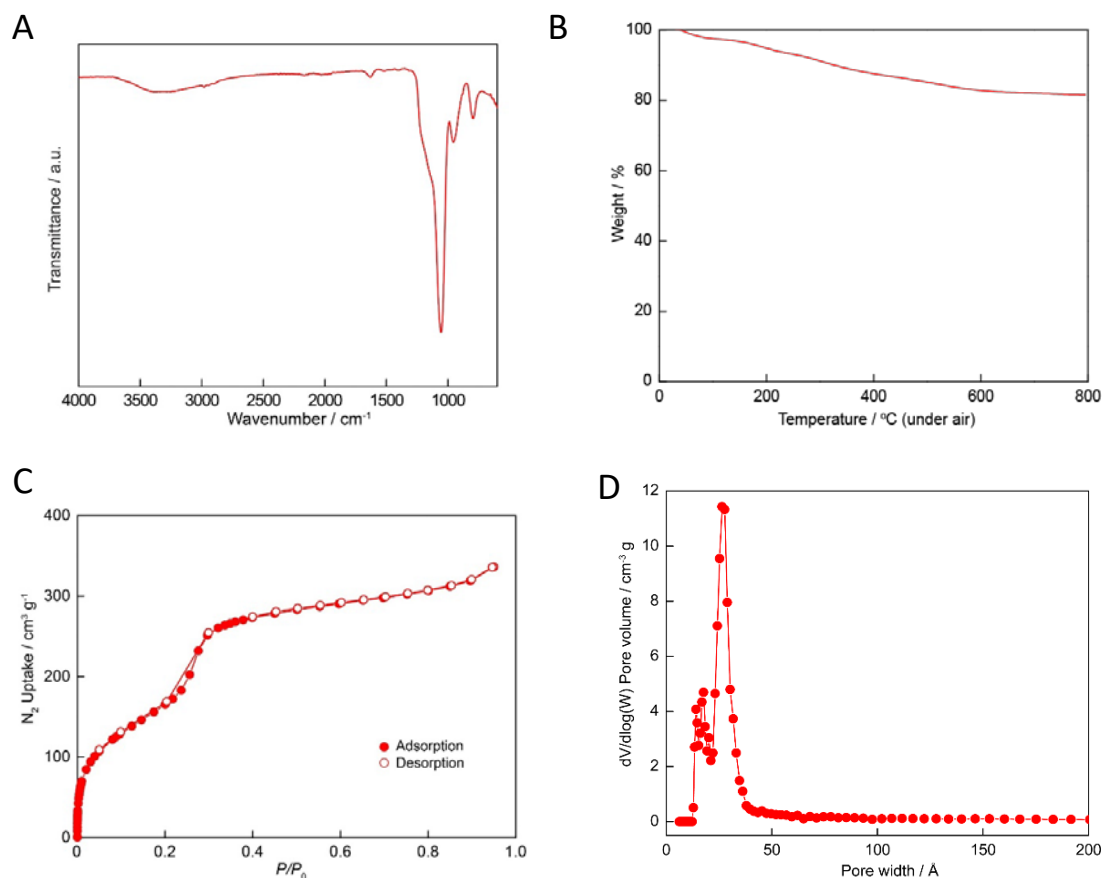 A
Transmittance / a.u.
4000 3500 3000 2500 2000 1500 1000
Wavenumber / cm⁻¹
B
Weight / %
100
80
60
40
20
0
0 200 400 600 800
Temperature / ºC (under air)
C
N₂ Uptake / cm³ g⁻¹
400
300
200
100
0
Adsorption
Desorption
0 0.2 0.4 0.6 0.8 1.0
P/P₀
D
dV/dlog(W) Pore volume / cm⁻³ g
12
10
8
6
4
2
0
0 50 100 150 200
Pore width / Å